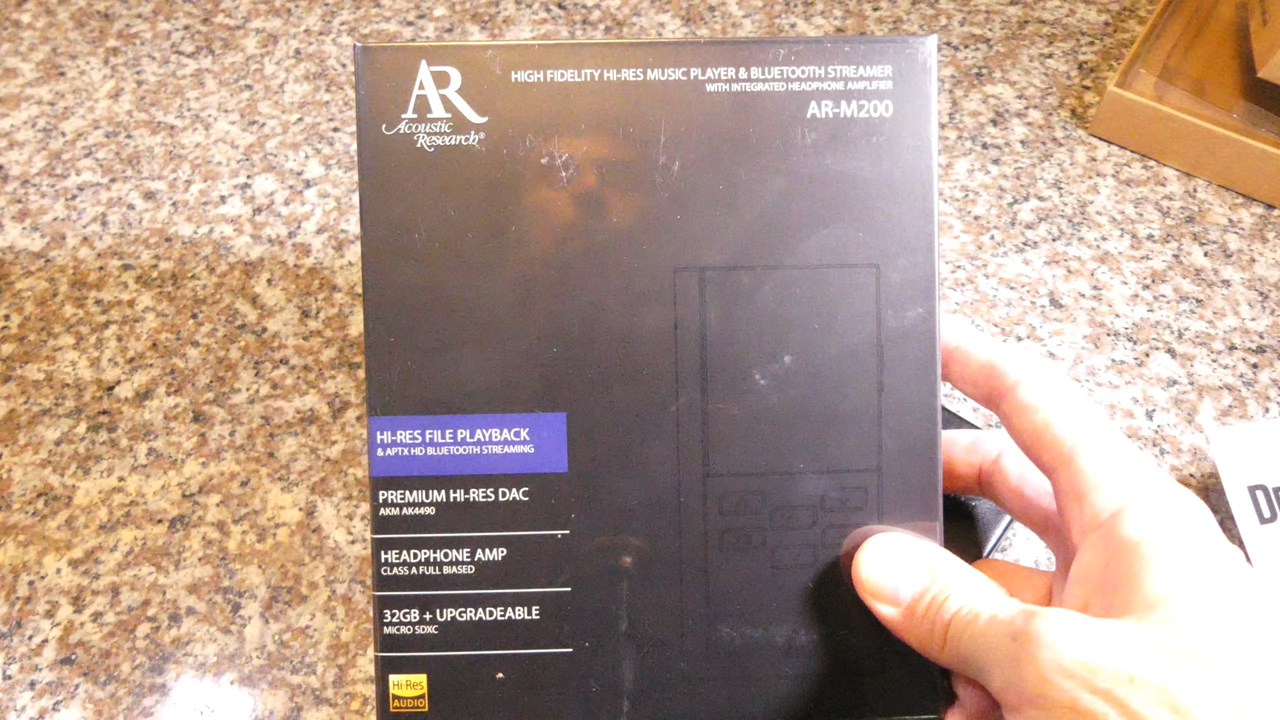 AR
Acoustic
Research®
HIGH FIDELITY HI-RES MUSIC PLAYER & BLUETOOTH STREAMER
WITH INTEGRATED HEADPHONE AMPLIFIER
AR-M200
HI-RES FILE PLAYBACK
& APTX HD BLUETOOTH STREAMING
PREMIUM HI-RES DAC
AKM AK4490
HEADPHONE AMP
CLASS A FULL BIASED
32GB + UPGRADEABLE
MICRO SDXC
Hi-Res
AUDIO